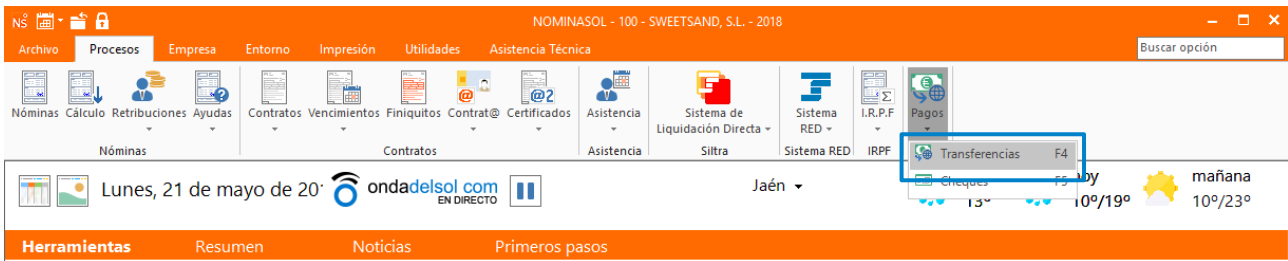 NOMINASOL - 100 - SWEETSAND, S.L. - 2018
Archivo Procesos Empresa Entorno Impresión Utilidades Asistencia Técnica Buscar opción
Nóminas Cálculo Retribuciones Ayudas Contratos Vencimientos Finiquitos Contrat@ Certificados Asistencia Sistema de Liquidación Directa Sistema RED I.R.P.F Pagos
Nóminas Contratos Asistencia Siltra Sistema RED IRPF
Transferencias F4
Cheques F5
Lunes, 21 de mayo de 20
ondadelsol com
EN DIRECTO
Jaén
13º
10º/19º
mañana
10º/23º
Herramientas Resumen Noticias Primeros pasos